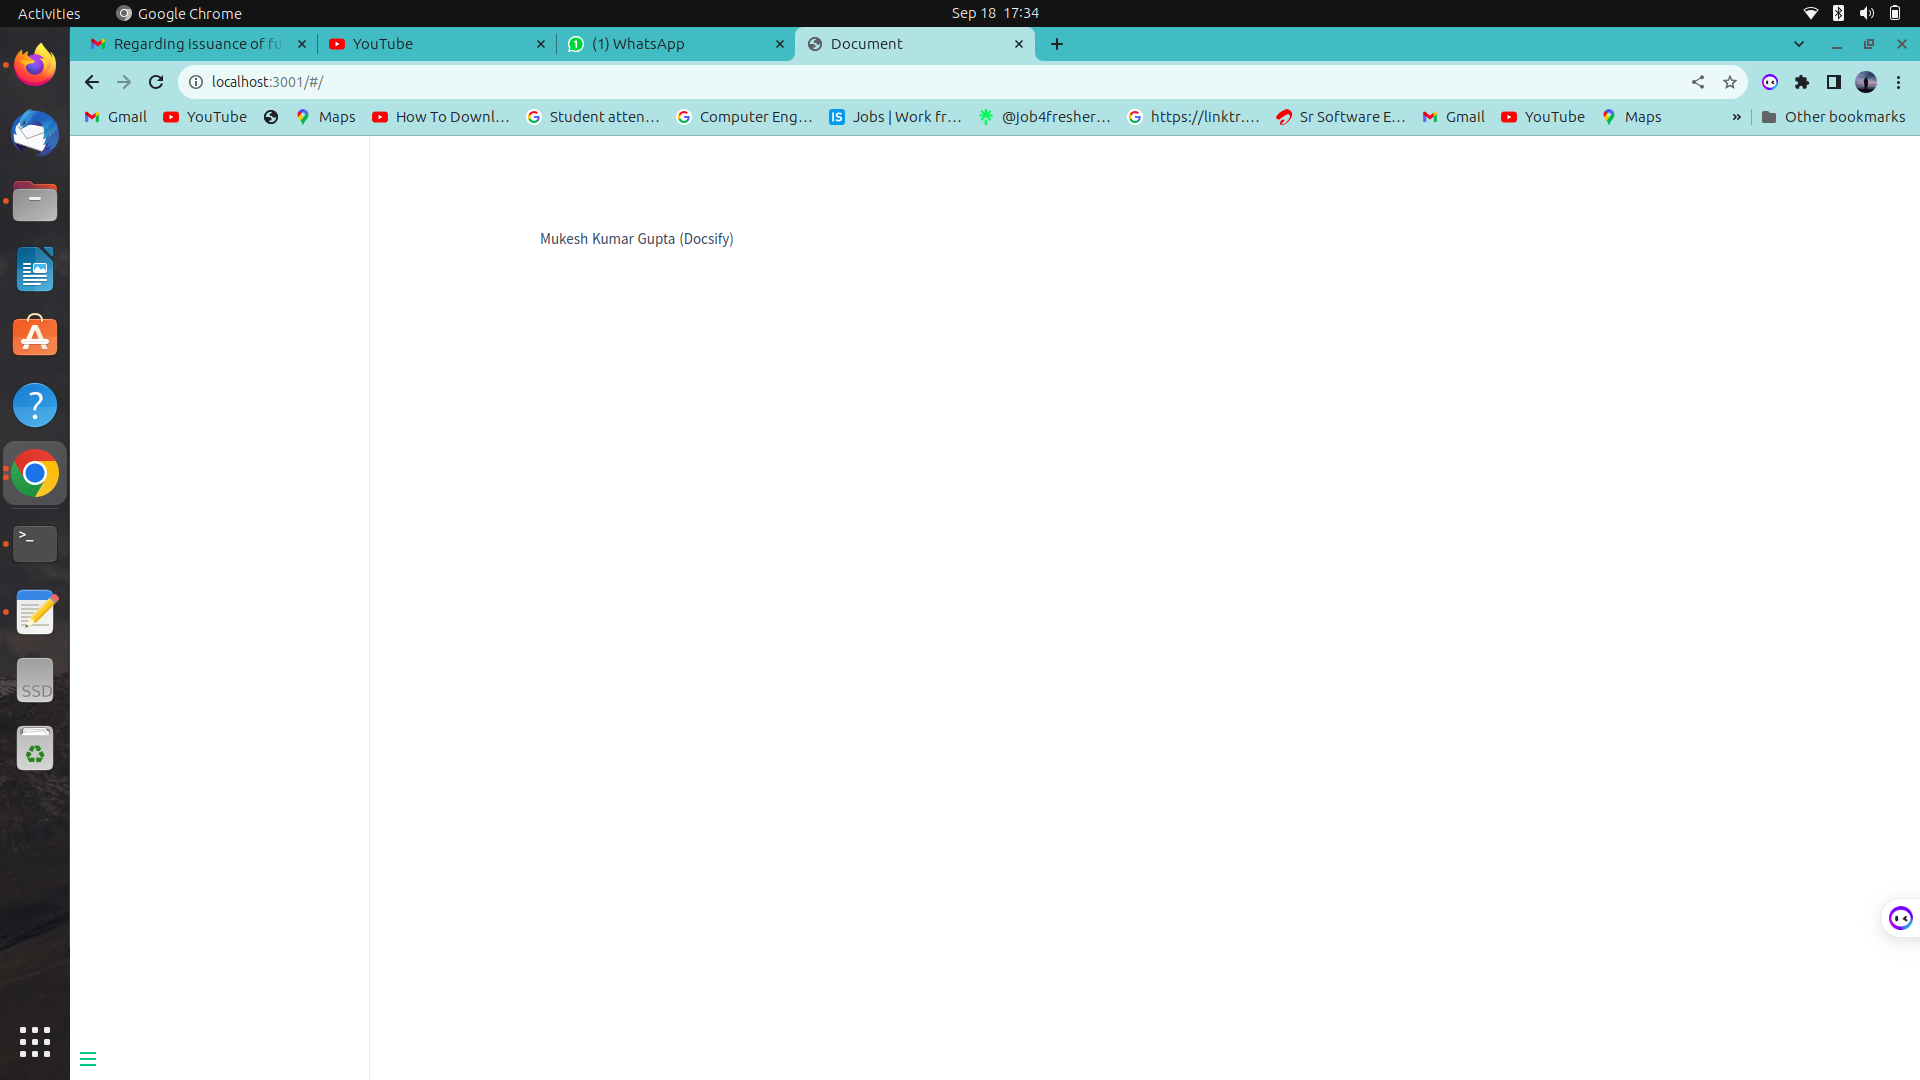 Activities
Google Chrome
Sep 18 17:34
Regarding Issuance of fu
YouTube
(1) WhatsApp
Document
localhost:3001/#/
Gmail
YouTube
Maps
How To Downl...
Student atten...
Computer Eng...
Jobs | Work fr...
@job4fresher...
https://linktr....
Sr Software E...
Gmail
YouTube
Maps
»
Other bookmarks
Mukesh Kumar Gupta (Docsify)
>_
SSD